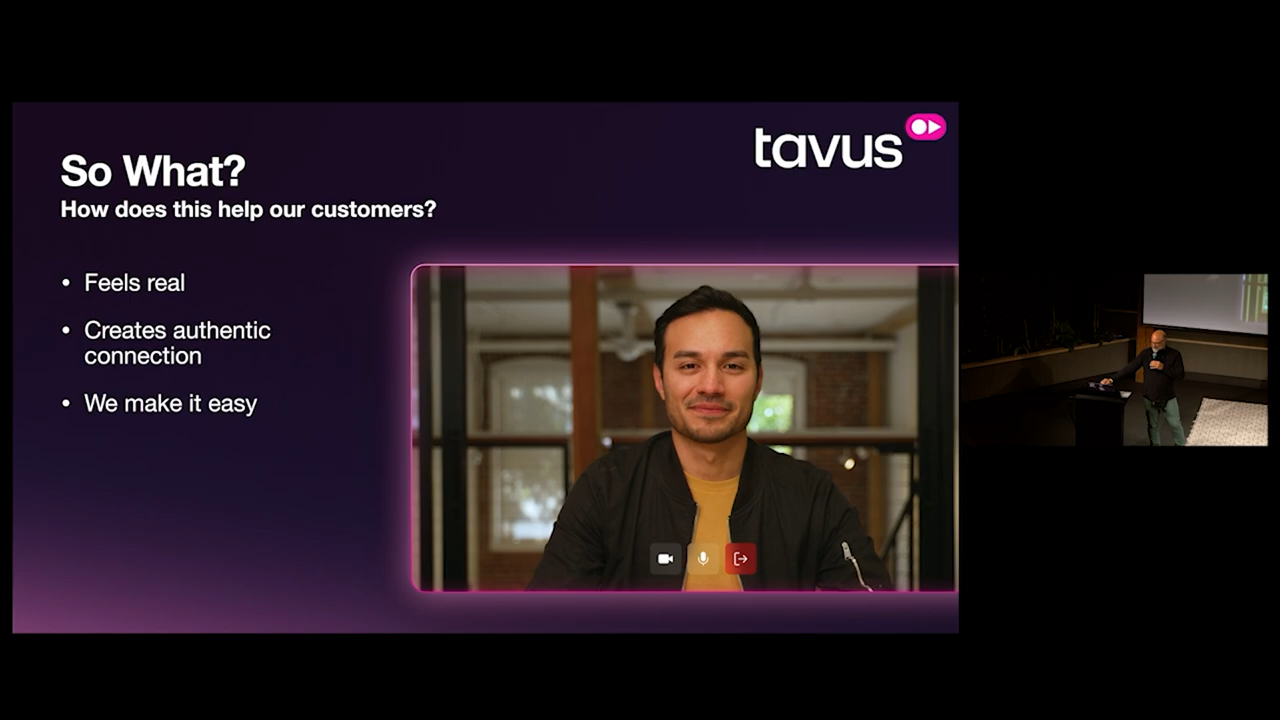 tavus
So What?
How does this help our customers?
• Feels real
• Creates authentic
connection
• We make it easy